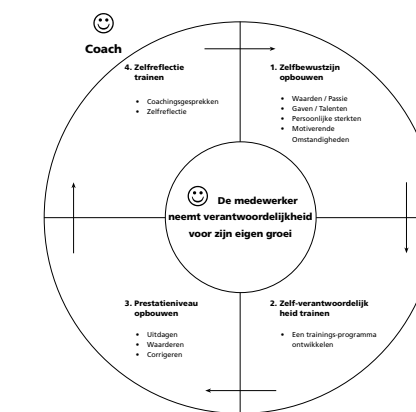 Coach
4. Zelfreflectie
trainen
• Coachingsgesprekken
• Zelfreflectie
1. Zelfbewustzijn
opbouwen
• Waarden / Passie
• Gaven / Talenten
• Persoonlijke sterkten
• Motiverende
Omstandigheden
De medewerker
neemt verantwoordelijkheid
voor zijn eigen groei
3. Prestatieniveau
opbouwen
• Uitdagen
• Waarderen
• Corrigeren
2. Zelf-verantwoordelijk
heid trainen
• Een trainings-programma
ontwikkelen